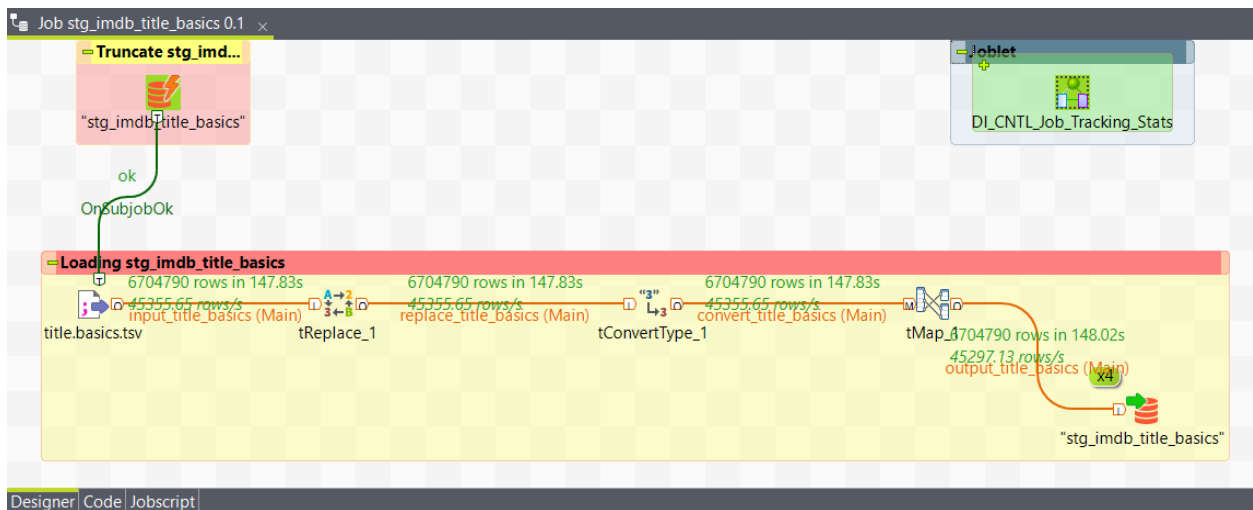 Job stg_imdb_title_basics 0.1
Truncate stg_imd...
"stg_imdb_title_basics"
Joblet
DI_CNTL_Job_Tracking_Stats
ok
OnSubjobOk
Loading stg_imdb_title_basics
6704790 rows in 147.83s
45355.65 rows/s
input_title_basics (Main)
title.basics.tsv
tReplace_1
6704790 rows in 147.83s
45355.65 rows/s
replace_title_basics (Main)
tConvertType_1
6704790 rows in 147.83s
45355.65 rows/s
convert_title_basics (Main)
tMap_1
6704790 rows in 148.02s
45297.13 rows/s
output_title_basics (Main)
x4
"stg_imdb_title_basics"
Designer Code Jobscript